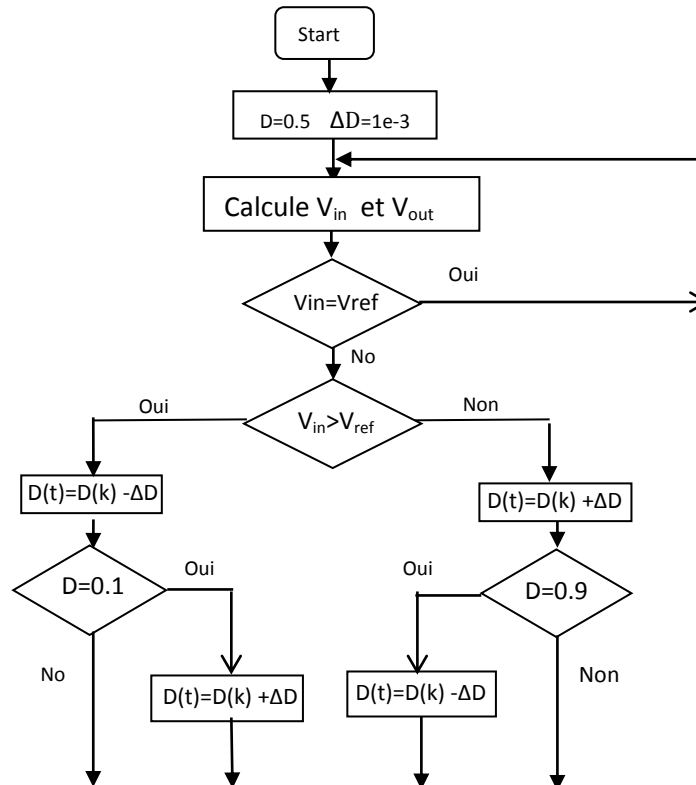 Start
D=0.5 ΔD=1e-3
Calcule Vin et Vout
Vin=Vref
Oui
No
Oui
Vin>Vref
Non
D(t)=D(k) -ΔD
D(t)=D(k) +ΔD
D=0.1
Oui
Oui
D=0.9
No
Non
D(t)=D(k) +ΔD
D(t)=D(k) -ΔD